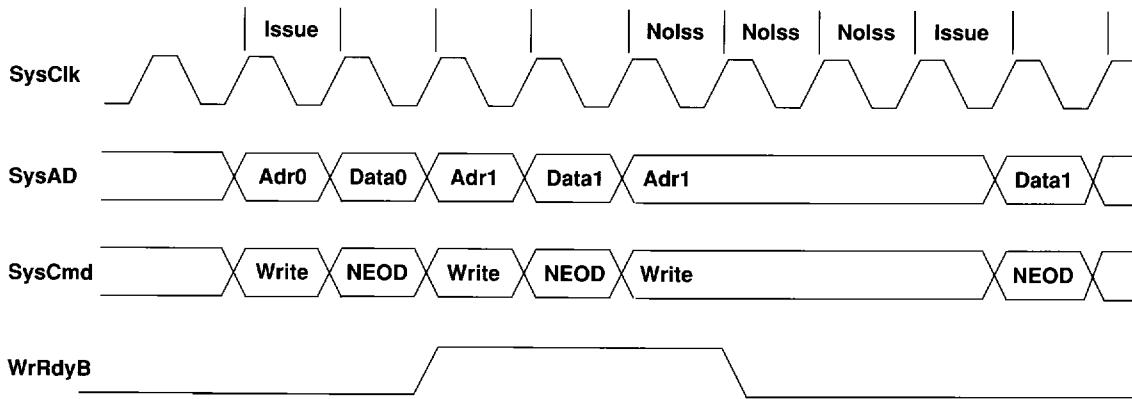 Issue NoIss NoIss NoIss Issue
SysClk
SysAD Adr0 Data0 Adr1 Data1 Adr1 Data1
SysCmd Write NEOD Write NEOD Write NEOD
WrRdyB